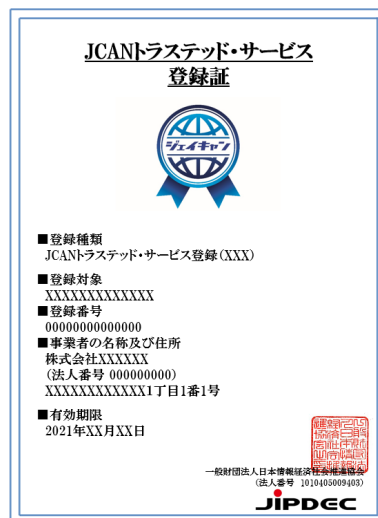 JCANトラステッド・サービス
登録証
ジェイキャン
■登録種類
JCANトラステッド・サービス登録(XXX)
■登録対象
XXXXXXXXXXXXX
■登録番号
00000000000000
■事業者の名称及び住所
株式会社XXXXXX
(法人番号 000000000)
XXXXXXXXXXXX1丁目1番1号
■有効期限
2021年XX月XX日
一般財団法人日本情報経済社会推進協会
(法人番号 1010405009403)
JIPDEC